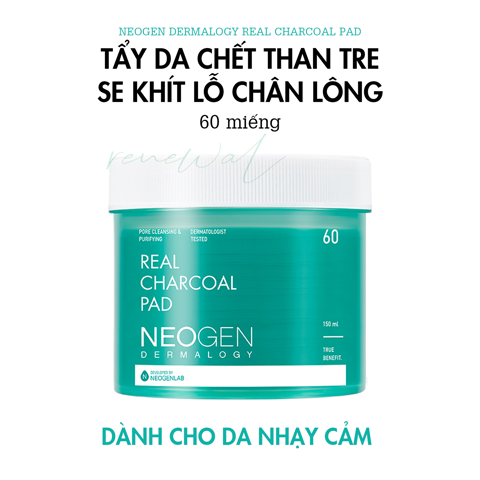 NEOGEN DERMALOGY REAL CHARCOAL PAD
TẨY DA CHẾT THAN TRE
SE KHÍT LỖ CHÂN LÔNG
60 miếng
renewal
PORE CLEANSING &
PURIFYING
DERMATOLOGIST
TESTED
60
REAL
CHARCOAL
PAD
150 ml
NEOGEN
DERMALOGY
TRUE
BENEFIT.
N
DEVELOPED BY
NEOGENLAB
DÀNH CHO DA NHẠY CẢM